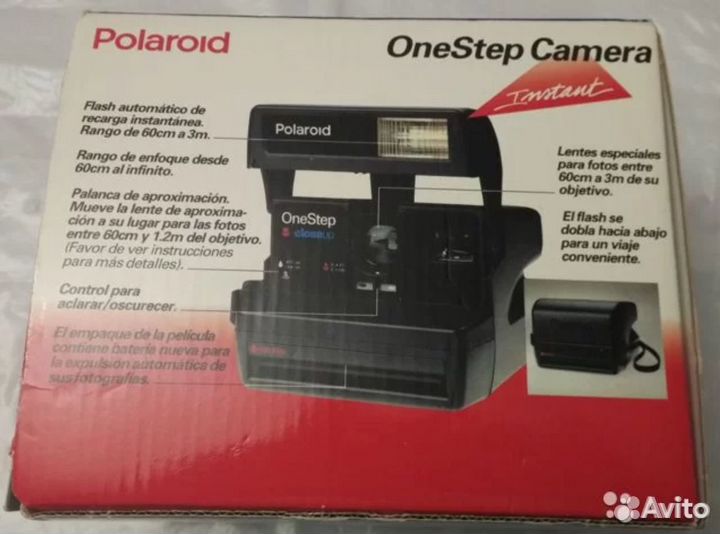 Polaroid
OneStep Camera
Instant
Flash automático de
recarga instantánea.
Rango de 60cm a 3m.
Rango de enfoque desde
60cm al infinito.
Palanca de aproximación.
Mueve la lente de aproxima-
ción a su lugar para las fotos
entre 60cm y 1.2m del objetivo.
(Favor de ver instrucciones
para más detalles).
Control para
aclarar/oscurecer.
El empaque de la película
contiene batería nueva para
la expulsión automática de
sus fotografías.
Polaroid
OneStep
closeup
Lentes especiales
para fotos entre
60cm a 3m de su
objetivo.
El flash se
dobla hacia abajo
para un viaje
conveniente.
Avito